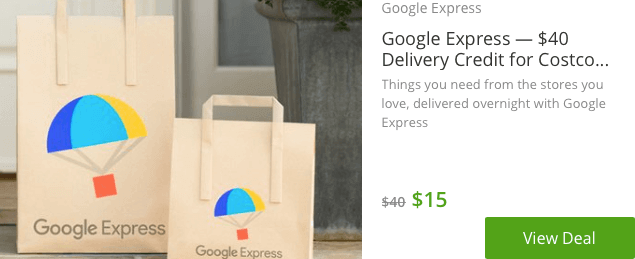 Google Express
Google Express
Google Express
Google Express — $40
Delivery Credit for Costco...
Things you need from the stores you
love, delivered overnight with Google
Express
$40 $15
View Deal